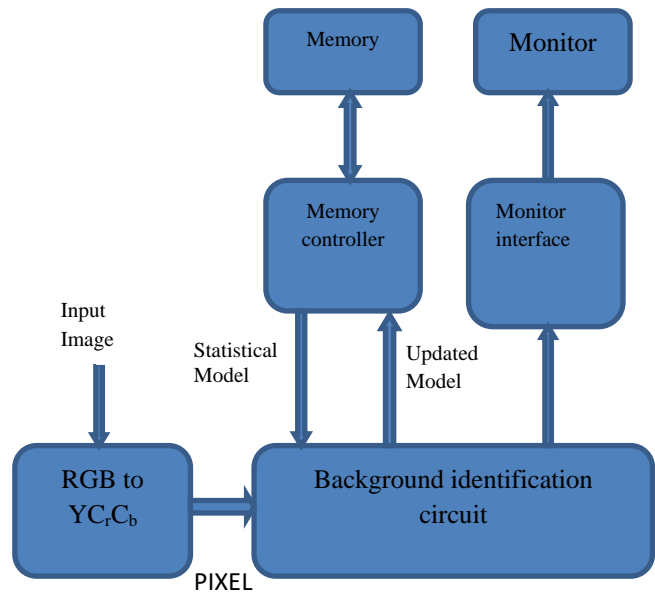 Memory
Monitor
Memory
controller
Monitor
interface
Input
Image
Statistical
Model
Updated
Model
RGB to
YCrCb
Background identification
circuit
PIXEL